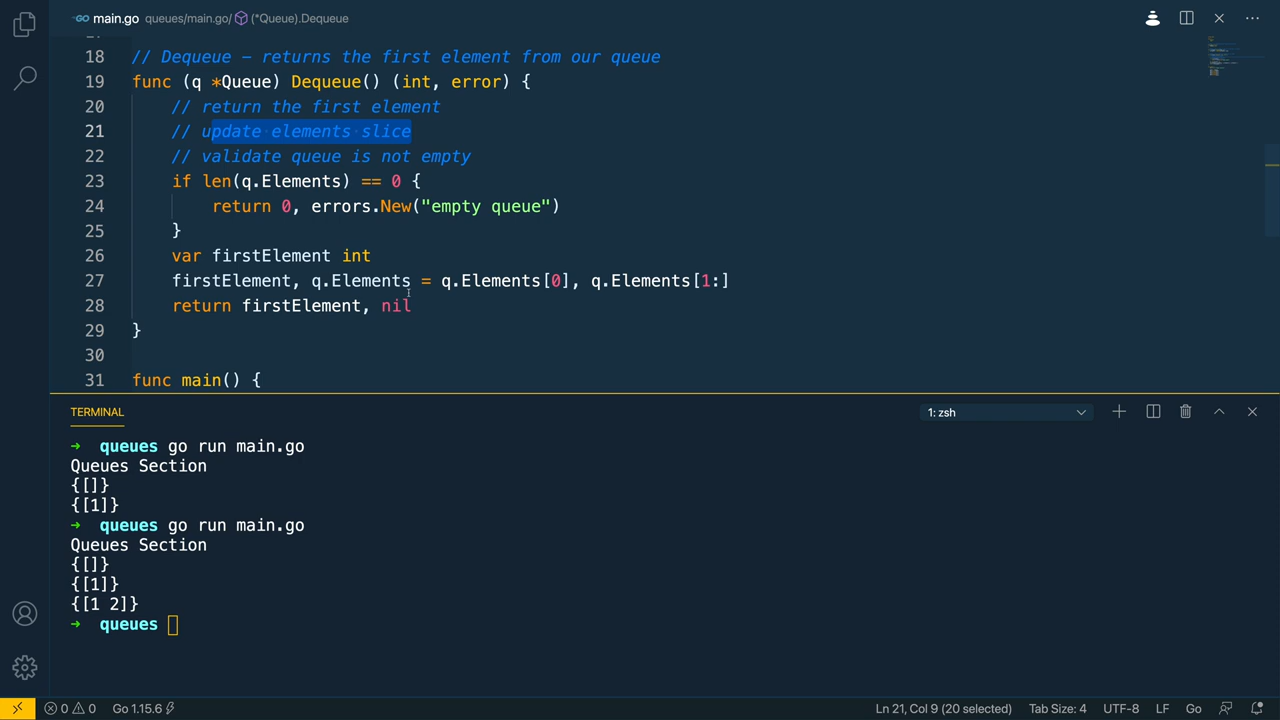 GO main.go queues/main.go/ (*Queue).Dequeue
18 // Dequeue – returns the first element from our queue
19 func (q *Queue) Dequeue() (int, error) {
20 // return the first element
21 // update elements slice
22 // validate queue is not empty
23 if len(q.Elements) == 0 {
24 return 0, errors.New("empty queue")
25 }
26 var firstElement int
27 firstElement, q.Elements = q.Elements[0], q.Elements[1:]
28 return firstElement, nil
29 }
30
31 func main() {
TERMINAL 1: zsh
➜ queues go run main.go
Queues Section
{[]}
{[1]}
➜ queues go run main.go
Queues Section
{[]}
{[1]}
{[1 2]}
➜ queues
0 0 Go 1.15.6 Ln 21, Col 9 (20 selected) Tab Size: 4 UTF-8 LF Go